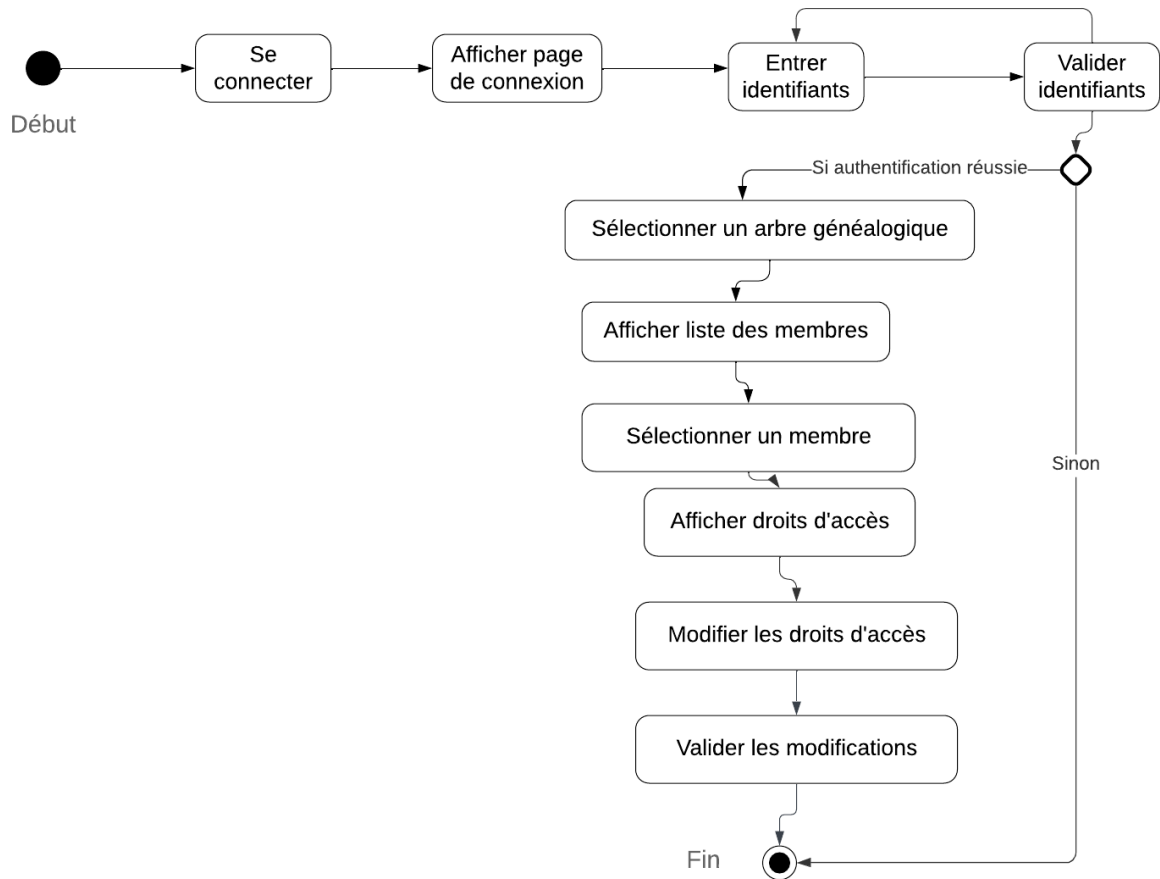 Se
connecter
Afficher page
de connexion
Entrer
identifiants
Valider
identifiants
Début
Si authentification réussie
Sélectionner un arbre généalogique
Afficher liste des membres
Sélectionner un membre
Sinon
Afficher droits d'accès
Modifier les droits d'accès
Valider les modifications
Fin